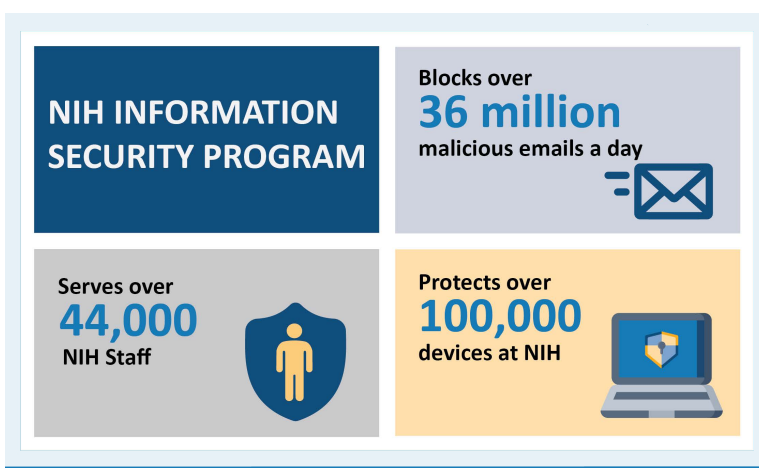 NIH INFORMATION
SECURITY PROGRAM
Blocks over
36 million
malicious emails a day
Serves over
44,000
NIH Staff
Protects over
100,000
devices at NIH